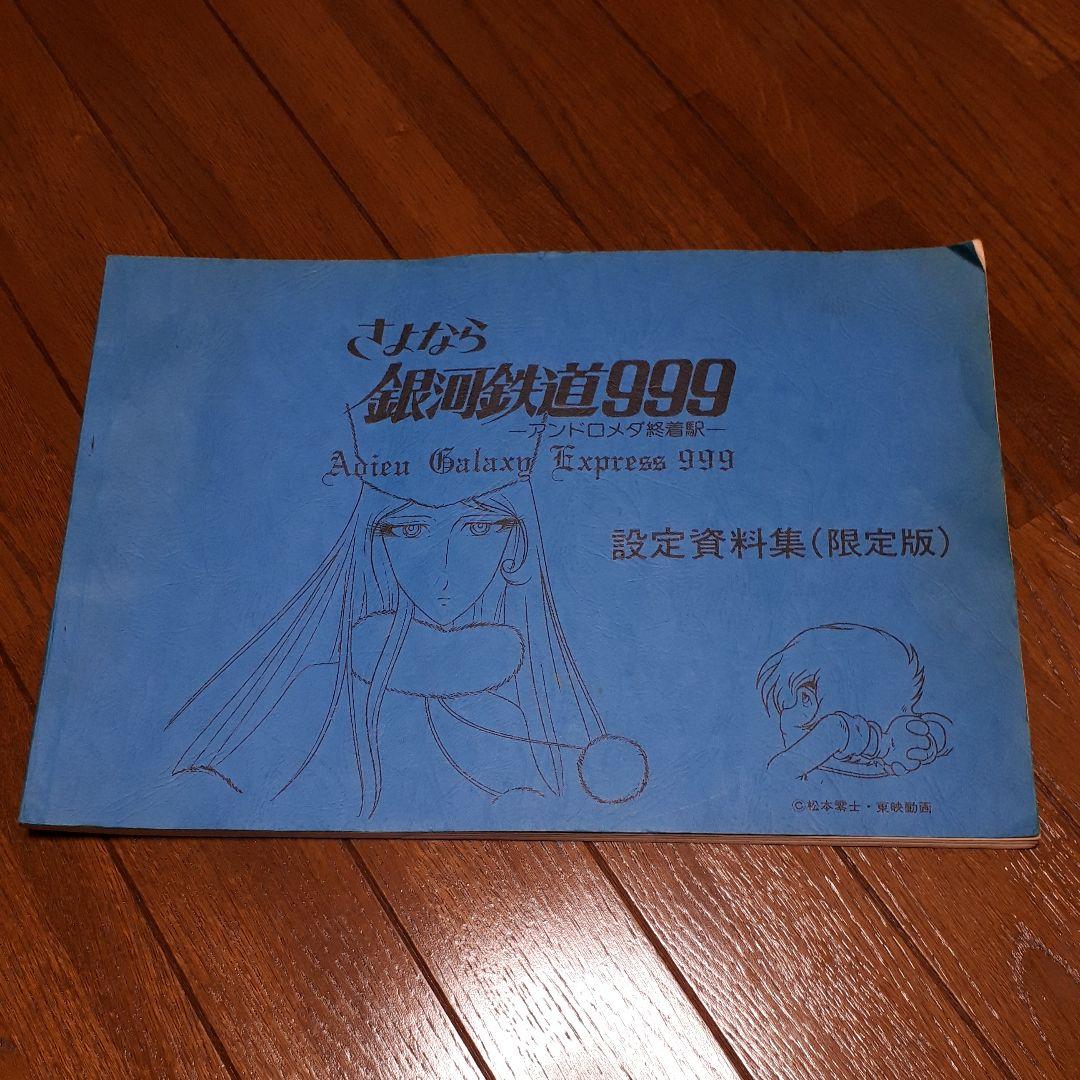 さよなら
銀河鉄道999
—アンドロメダ終着駅—
Adieu Galaxy Express 999
設定資料集(限定版)
©松本零士・東映動画